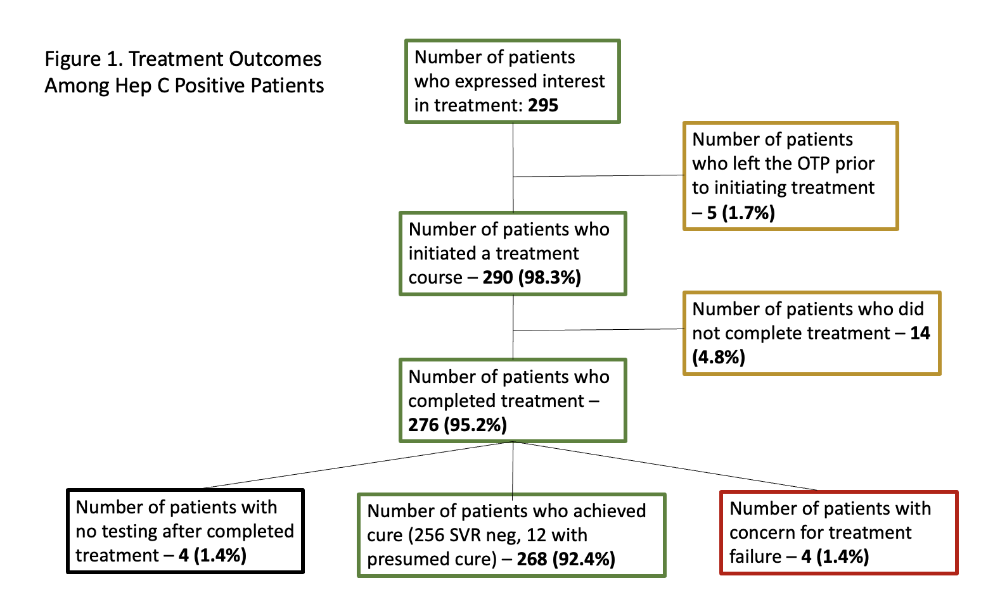 Figure 1. Treatment Outcomes
Among Hep C Positive Patients
Number of patients
who expressed interest
in treatment: 295
Number of patients
who left the OTP prior
to initiating treatment
– 5 (1.7%)
Number of patients who
initiated a treatment
course – 290 (98.3%)
Number of patients who did
not complete treatment – 14
(4.8%)
Number of patients who
completed treatment –
276 (95.2%)
Number of patients with
no testing after completed
treatment – 4 (1.4%)
Number of patients who achieved
cure (256 SVR neg, 12 with
presumed cure) – 268 (92.4%)
Number of patients with
concern for treatment
failure – 4 (1.4%)